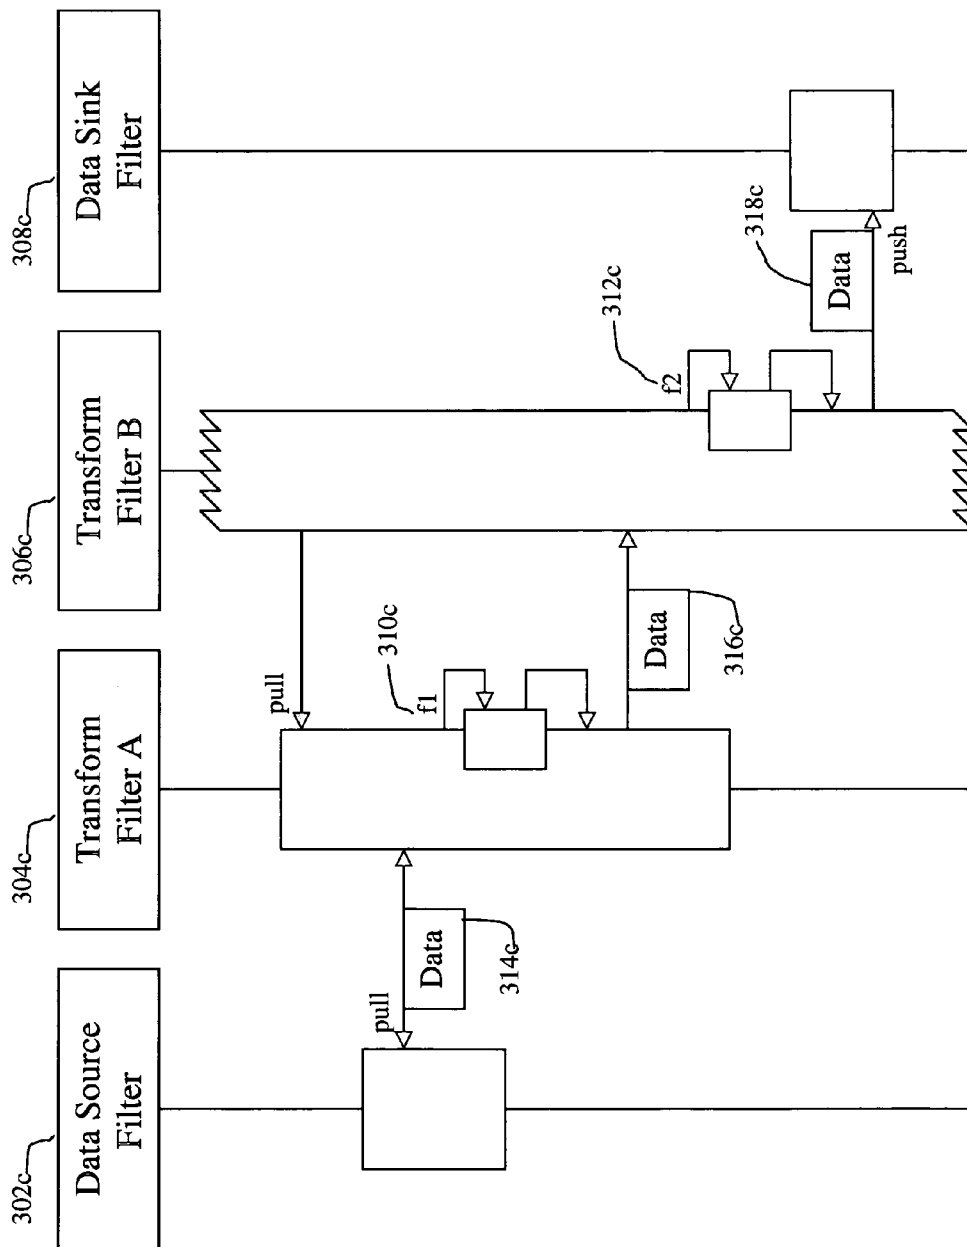 302c
Data Source
Filter
304c
Transform
Filter A
306c
Transform
Filter B
308c
Data Sink
Filter
pull
pull
Data
314c
f1
310c
Data
316c
f2
312c
Data
318c
push